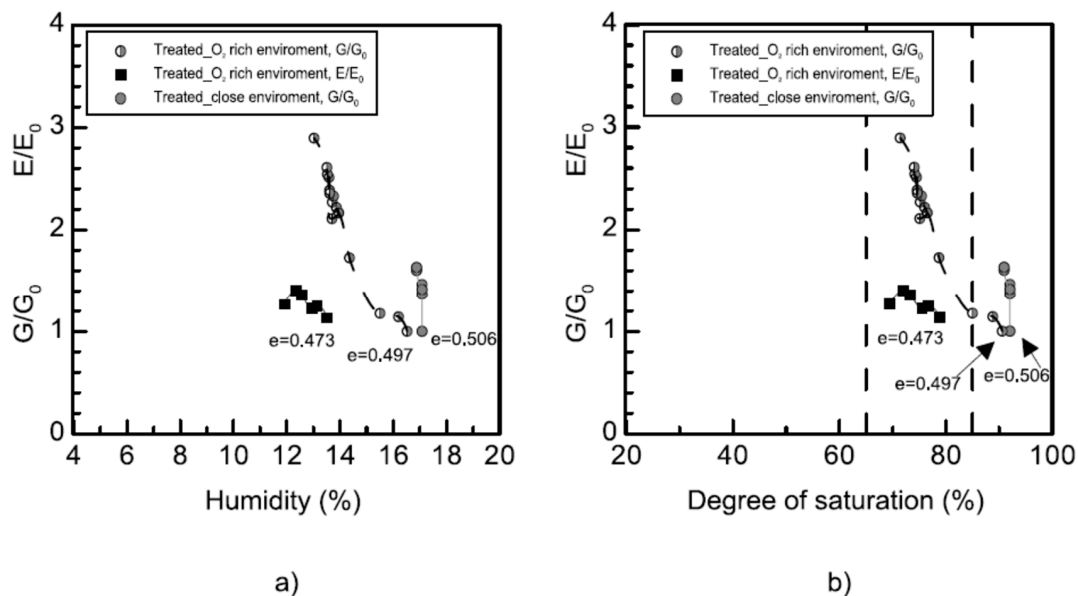 4
3
2
1
0
E/E0
G/G0
Treated_O2 rich enviroment, G/G0
Treated_O2 rich enviroment, E/E0
Treated_close enviroment, G/G0
e=0.473
e=0.497
e=0.506
4 6 8 10 12 14 16 18 20
Humidity (%)
a)
4
3
2
1
0
E/E0
G/G0
Treated_O2 rich enviroment, G/G0
Treated_O2 rich enviroment, E/E0
Treated_close enviroment, G/G0
e=0.473
e=0.497
e=0.506
20 40 60 80 100
Degree of saturation (%)
b)